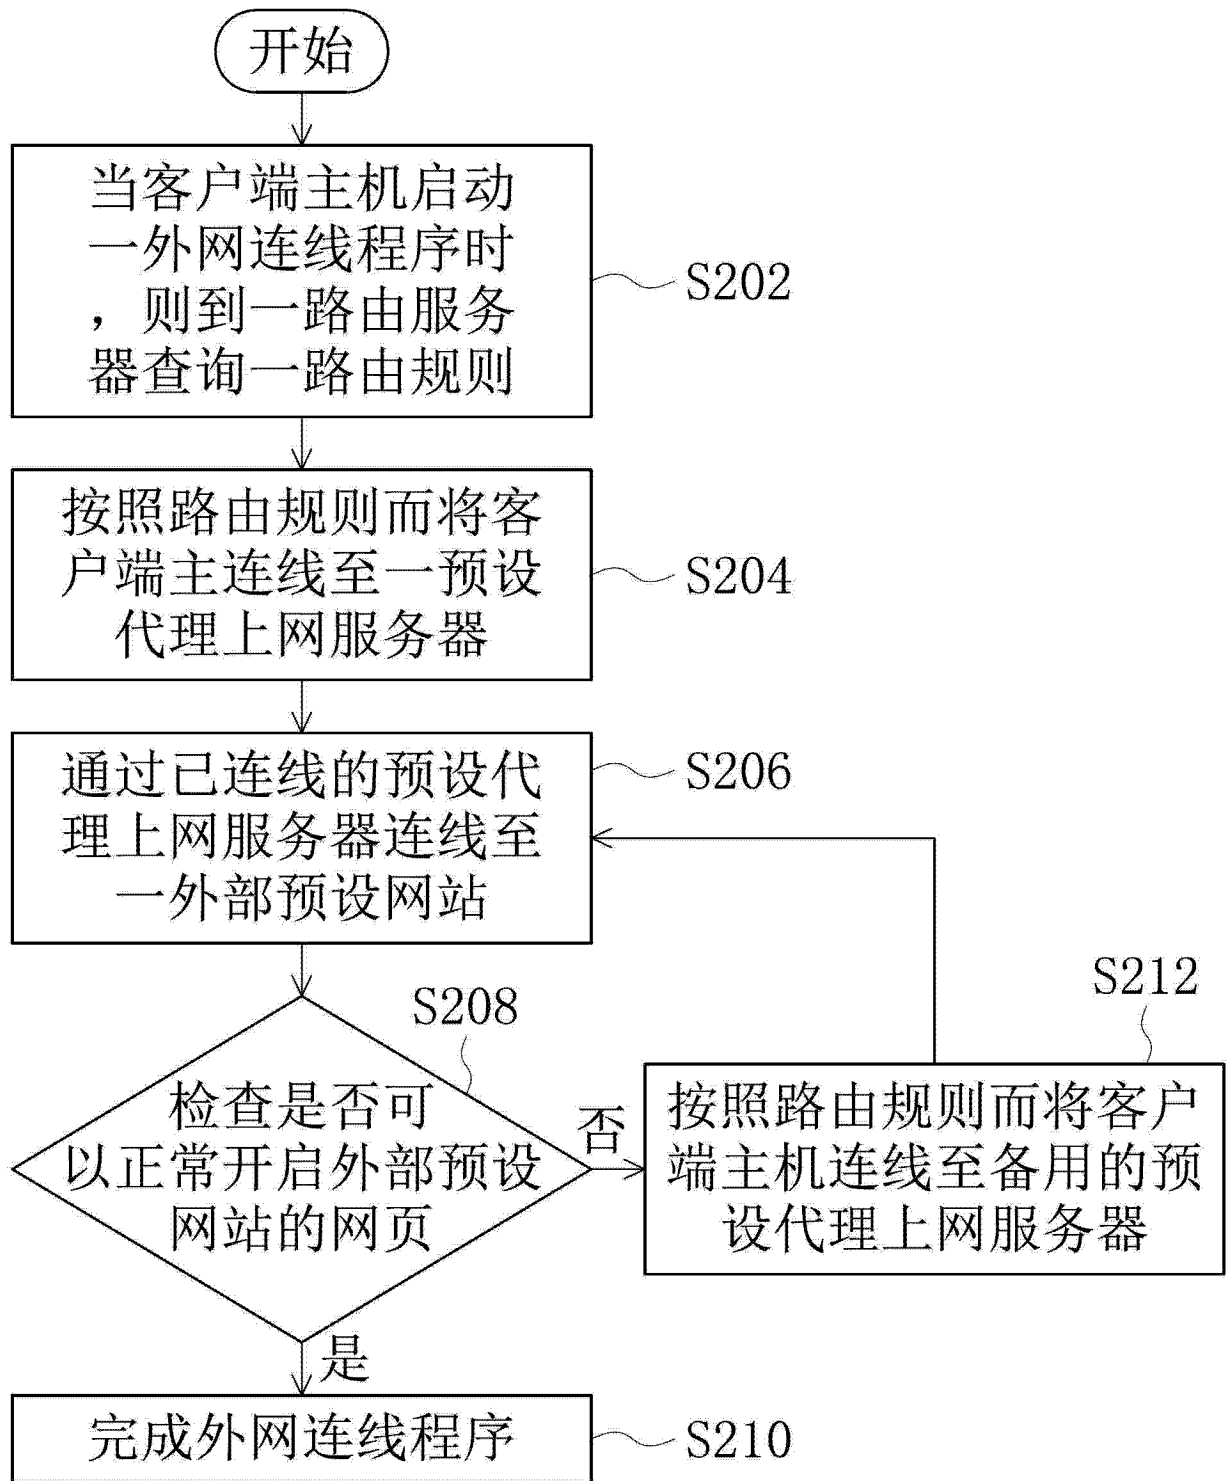 开始
当客户端主机启动
一外网连线程序时
，则到一路由服务
器查询一路由规则
S202
按照路由规则而将客
户端主连线至一预设
代理上网服务器
S204
通过已连线的预设代
理上网服务器连线至
一外部预设网站
S206
S208
检查是否可
以正常开启外部预设
网站的网页
否
S212
按照路由规则而将客户
端主机连线至备用的预
设代理上网服务器
是
完成外网连线程序
S210